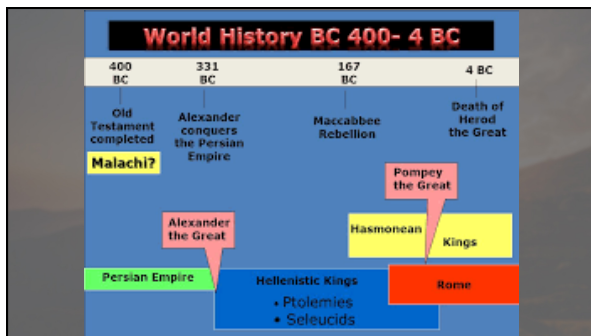 World History BC 400- 4 BC
400
BC
331
BC
167
BC
4 BC
Old
Testament
completed
Malachi?
Alexander
conquers
the Persian
Empire
Maccabbee
Rebellion
Death of
Herod
the Great
Pompey
the Great
Alexander
the Great
Hasmonean
Kings
Persian Empire
Hellenistic Kings
• Ptolemies
• Seleucids
Rome